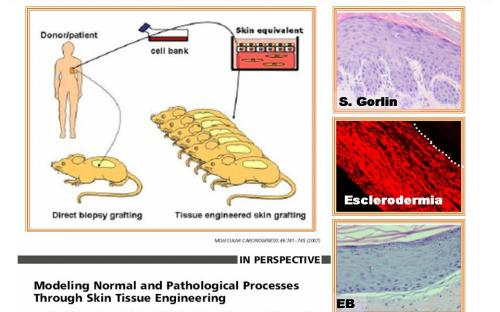 Donor/patient
cell bank
Skin equivalent
Direct biopsy grafting
Tissue engineered skin grafting
S. Gorlin
Esclerodermia
EB
MOLECULAR CARCINOGENESIS 46:741–745 (2007)
IN PERSPECTIVE
Modeling Normal and Pathological Processes
Through Skin Tissue Engineering